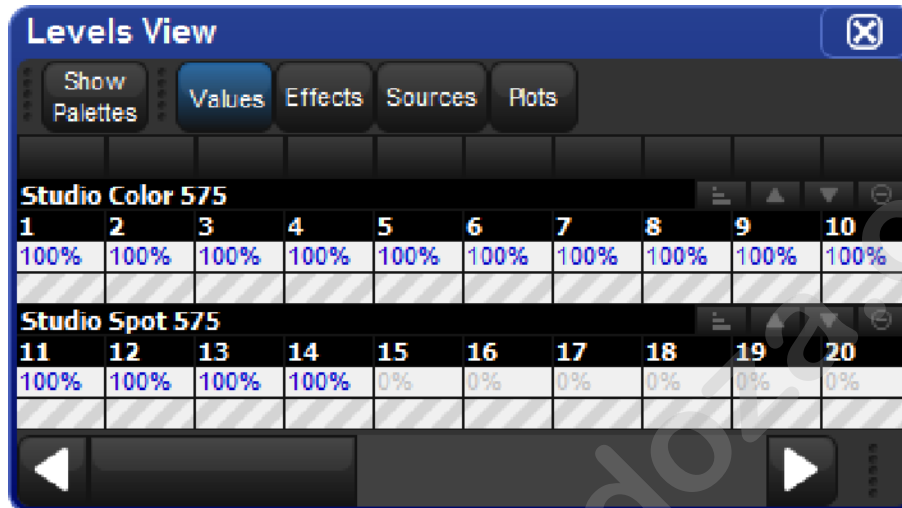 Levels View
Show Palettes Values Effects Sources Plots
Studio Color 575
1 2 3 4 5 6 7 8 9 10
100% 100% 100% 100% 100% 100% 100% 100% 100% 100%
Studio Spot 575
11 12 13 14 15 16 17 18 19 20
100% 100% 100% 100% 0% 0% 0% 0% 0% 0%